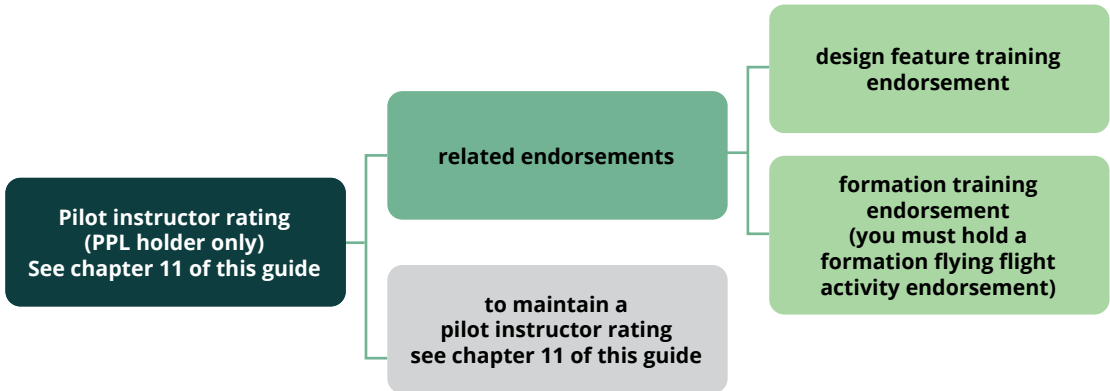 Pilot instructor rating
(PPL holder only)
See chapter 11 of this guide
related endorsements
design feature training
endorsement
formation training
endorsement
(you must hold a
formation flying flight
activity endorsement)
to maintain a
pilot instructor rating
see chapter 11 of this guide